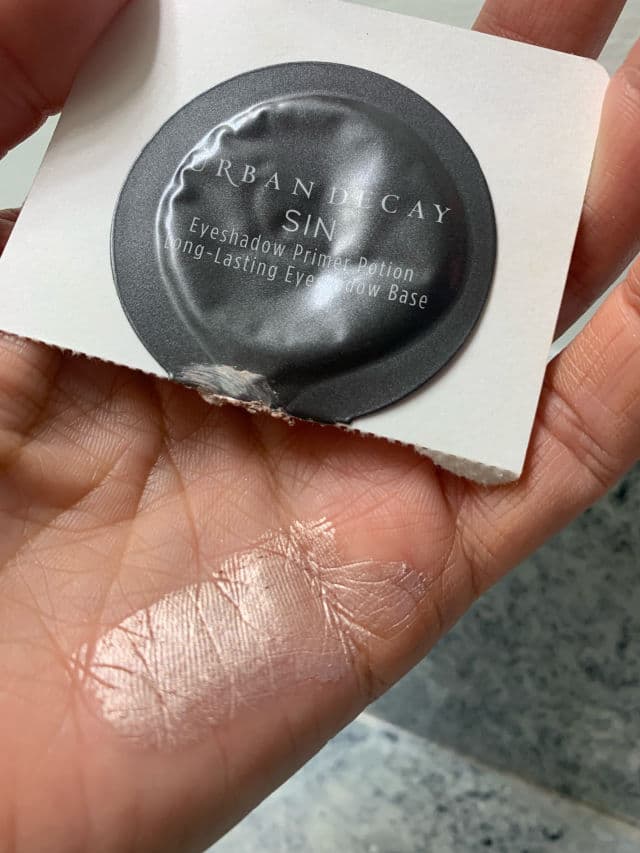 URBAN DECAY
SIN
Eyeshadow Primer Potion
Long-Lasting Eyeshadow Base